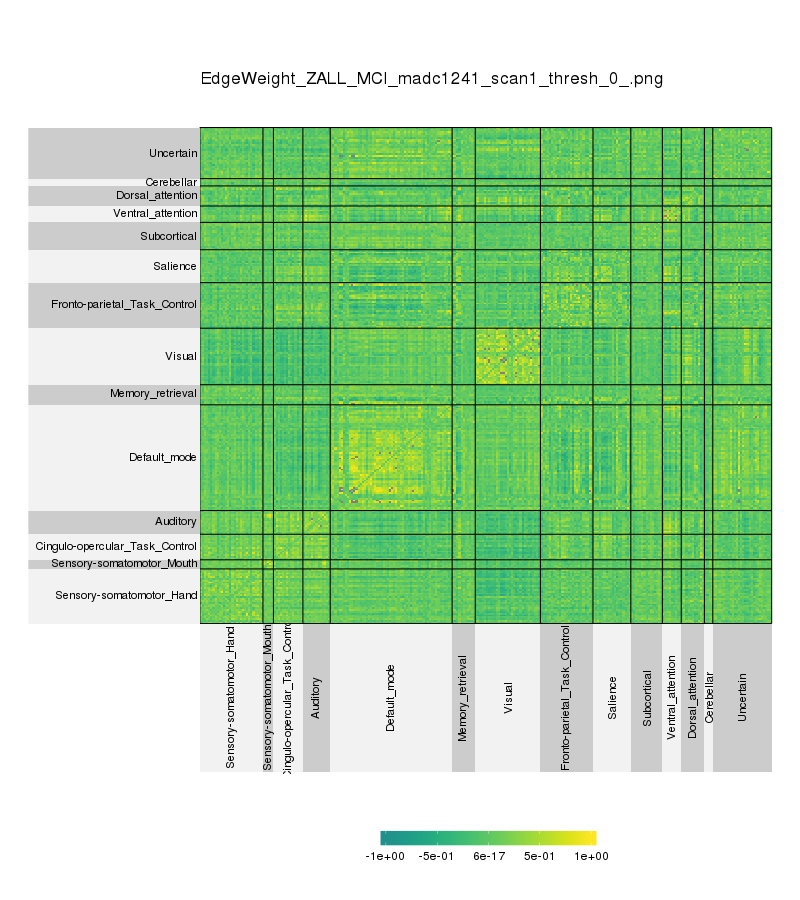 EdgeWeight_ZALL_MCI_madc1241_scan1_thresh_0_.png
Uncertain
Cerebellar
Dorsal_attention
Ventral_attention
Subcortical
Salience
Fronto-parietal_Task_Control
Visual
Memory_retrieval
Default_mode
Auditory
Cingulo-opercular_Task_Control
Sensory-somatomotor_Mouth
Sensory-somatomotor_Hand
Sensory-somatomotor_Hand
Sensory-somatomotor_Mouth
Cingulo-opercular_Task_Control
Auditory
Default_mode
Memory_retrieval
Visual
Fronto-parietal_Task_Control
Salience
Subcortical
Ventral_attention
Dorsal_attention
Cerebellar
Uncertain
-1e+00 -5e-01 6e-17 5e-01 1e+00